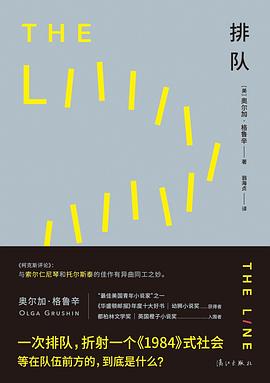 THE
LINE
排队
[美] 奥尔加·格鲁辛——著
翁海贞——译
《柯克斯评论》:
与索尔仁尼琴和托尔斯泰的佳作有异曲同工之妙。
奥尔加·格鲁辛
OLGA GRUSHIN
“最佳美国青年小说家”之一
《华盛顿邮报》年度十大好书｜幼狮小说奖——获得者
都柏林文学奖｜英国橙子小说奖——入围者
THE LINE
一次排队，折射一个《1984》式社会
等在队伍前方的，到底是什么？
漓江出版社